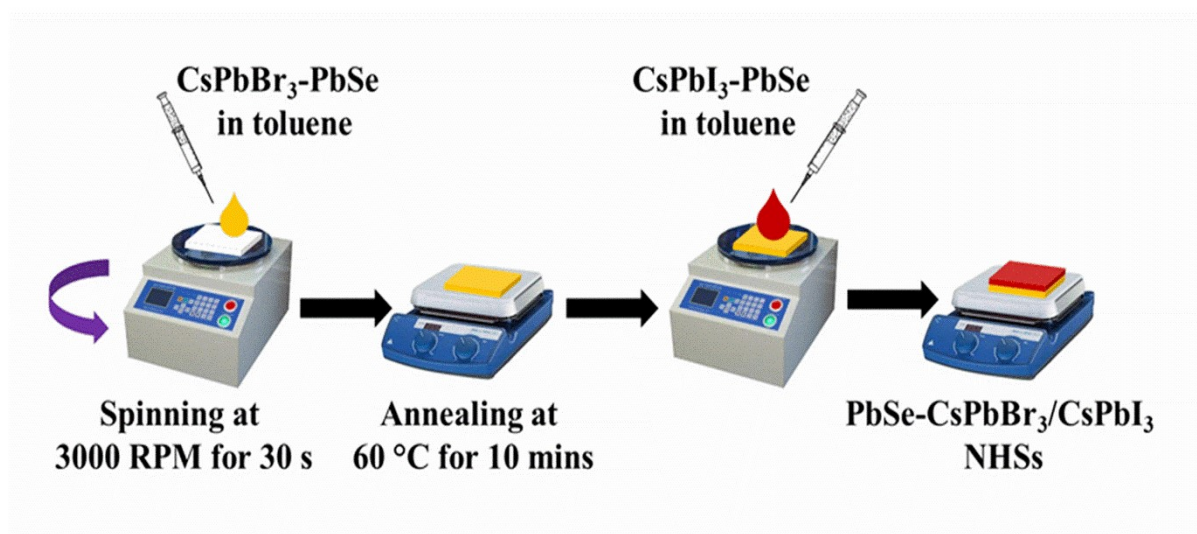 CsPbBr₃-PbSe
in toluene
CsPbI₃-PbSe
in toluene
Spinning at
3000 RPM for 30 s
Annealing at
60 °C for 10 mins
PbSe-CsPbBr₃/CsPbI₃
NHSs